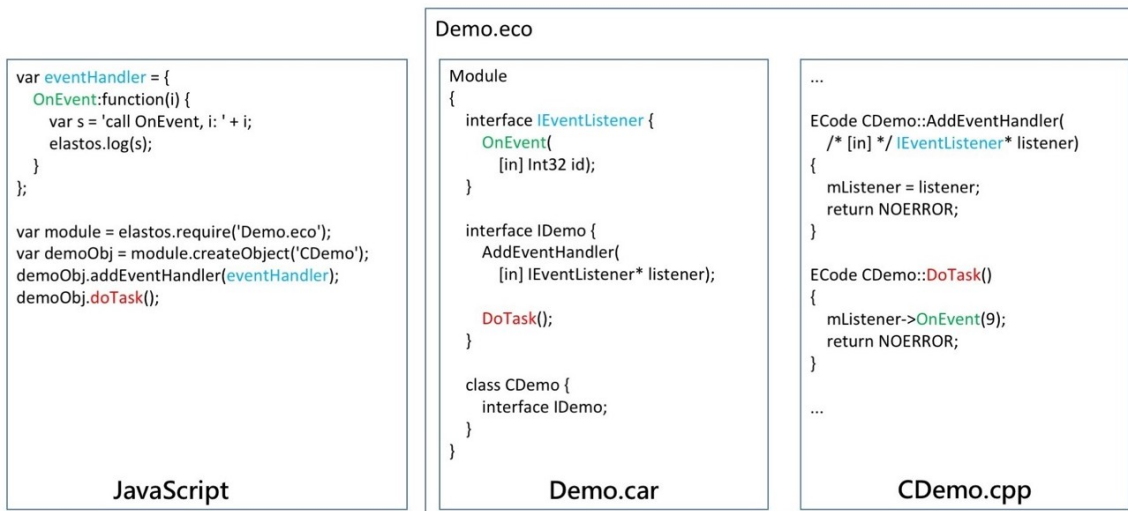 Demo.eco
var eventHandler = {
OnEvent:function(i) {
var s = 'call OnEvent, i: ' + i;
elastos.log(s);
}
};
var module = elastos.require('Demo.eco');
var demoObj = module.createObject('CDemo');
demoObj.addEventHandler(eventHandler);
demoObj.doTask();
JavaScript
Module
{
interface IEventListener {
OnEvent(
[in] Int32 id);
}
interface IDemo {
AddEventHandler(
[in] IEventListener* listener);
DoTask();
}
class CDemo {
interface IDemo;
}
}
Demo.car
...
ECode CDemo::AddEventHandler(
/* [in] */ IEventListener* listener)
{
mListener = listener;
return NOERROR;
}
ECode CDemo::DoTask()
{
mListener->OnEvent(9);
return NOERROR;
}
...
CDemo.cpp